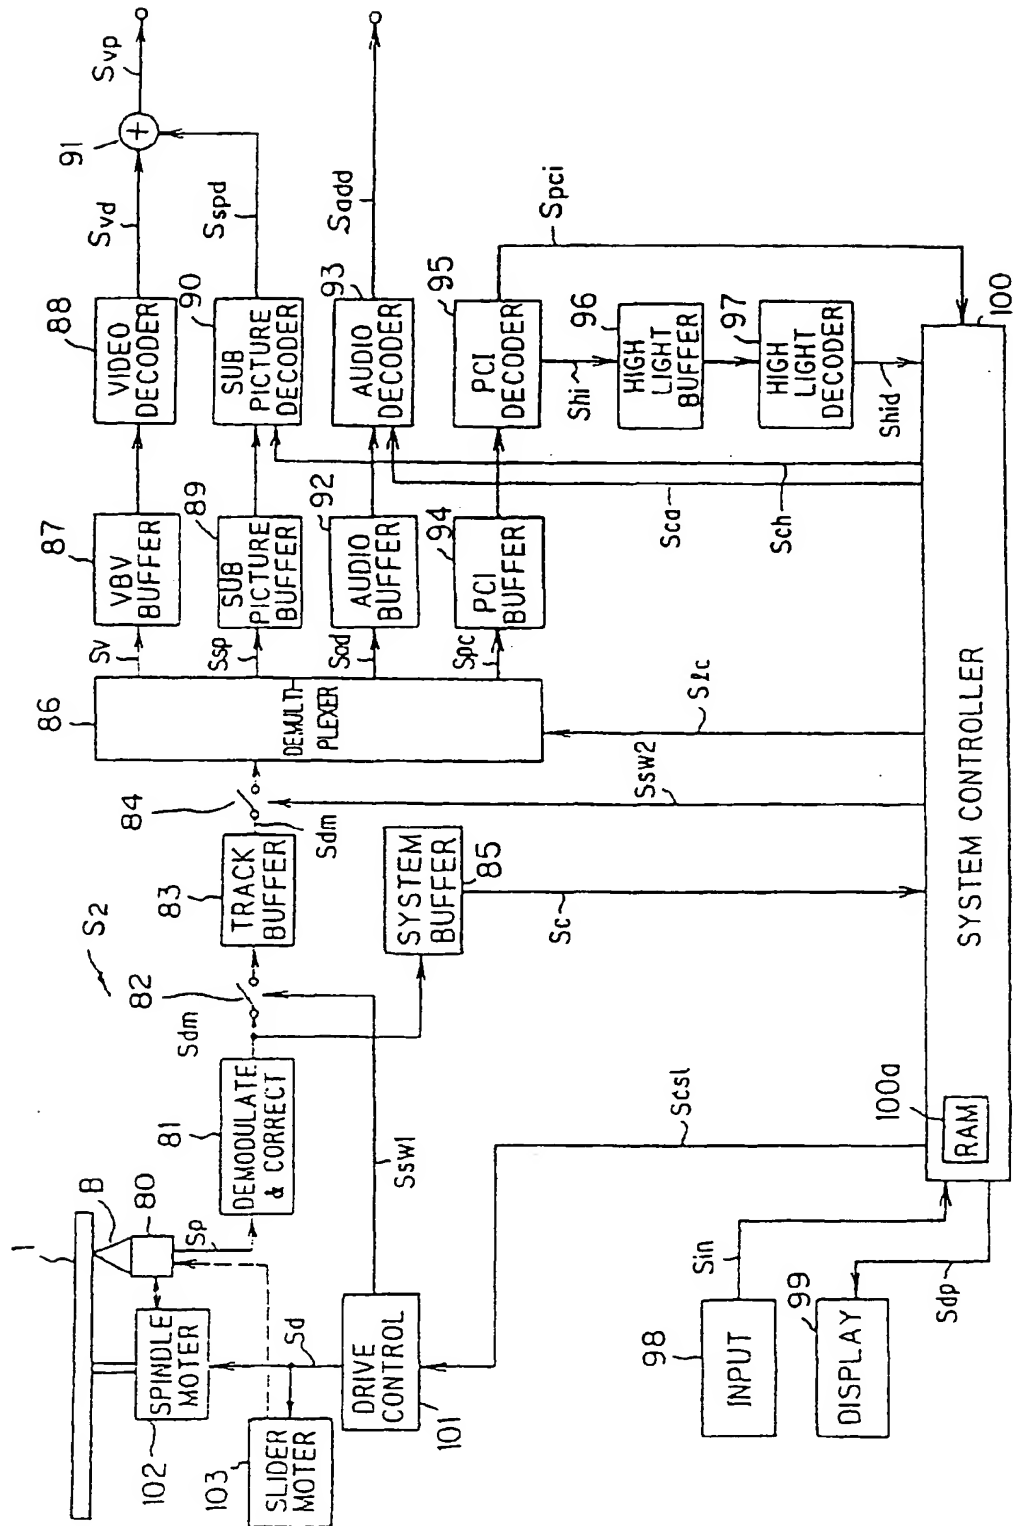 S2
1
B
80
Sp
SPINDLE
MOTER
102
SLIDER
MOTER
103
Sd
DRIVE
CONTROL
101
DEMODULATE
& CORRECT
81
Sdm
82
Ssw1
TRACK
BUFFER
83
84
Sdm
SYSTEM
BUFFER
85
Sc
Ssw2
Slc
DEMULTI
PLEXER
86
Sv
Ssp
Sad
Spc
VBV
BUFFER
87
SUB
PICTURE
BUFFER
89
AUDIO
BUFFER
92
PCI
BUFFER
94
VIDEO
DECODER
88
SUB
PICTURE
DECODER
90
AUDIO
DECODER
93
PCI
DECODER
95
Svd
Sspd
91
+
Svp
Sadd
Spci
Shi
HIGH
LIGHT
BUFFER
96
HIGH
LIGHT
DECODER
97
Shid
Sca
Sch
Scsl
SYSTEM CONTROLLER
100
RAM
100a
INPUT
98
Sin
DISPLAY
99
Sdp